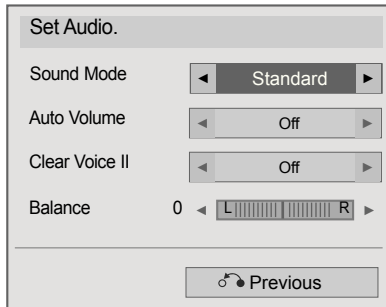 Set Audio.
Sound Mode ◄ Standard ►
Auto Volume ◄ Off ►
Clear Voice II ◄ Off ►
Balance 0 ◄ L R ►
Previous